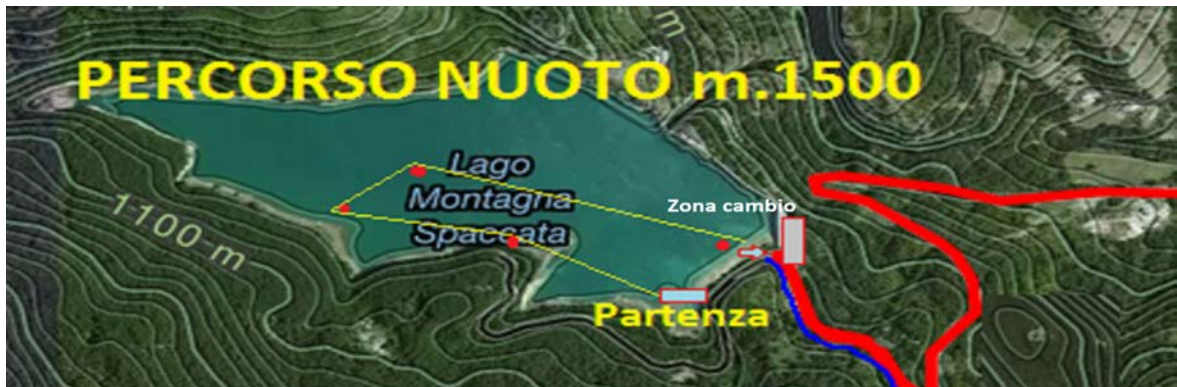 m
PERCORSO NUOTO m.1500
Lago
Montagna
Spaccata
Zona cambio
1100 m
Partenza